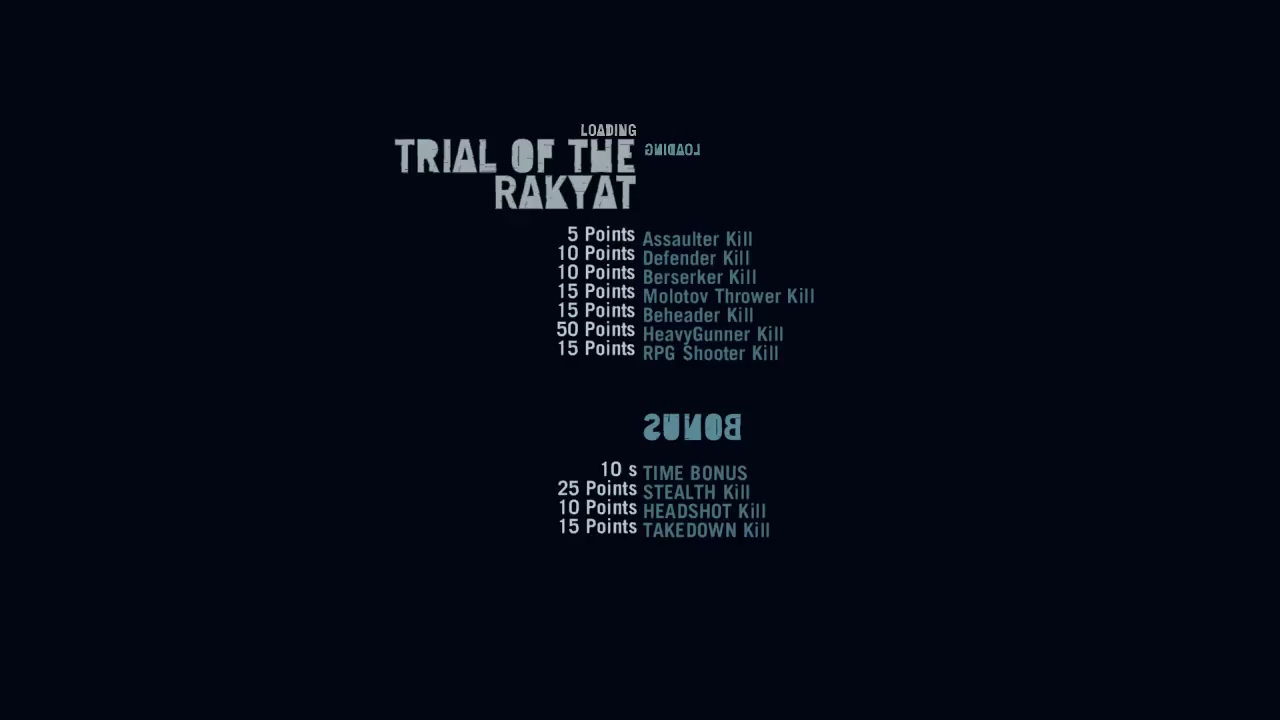 LOADING
TRIAL OF THE
RAKYAT
LOADING
5 Points Assaulter Kill
10 Points Defender Kill
10 Points Berserker Kill
15 Points Molotov Thrower Kill
15 Points Beheader Kill
50 Points HeavyGunner Kill
15 Points RPG Shooter Kill
BONUS
10 s TIME BONUS
25 Points STEALTH Kill
10 Points HEADSHOT Kill
15 Points TAKEDOWN Kill